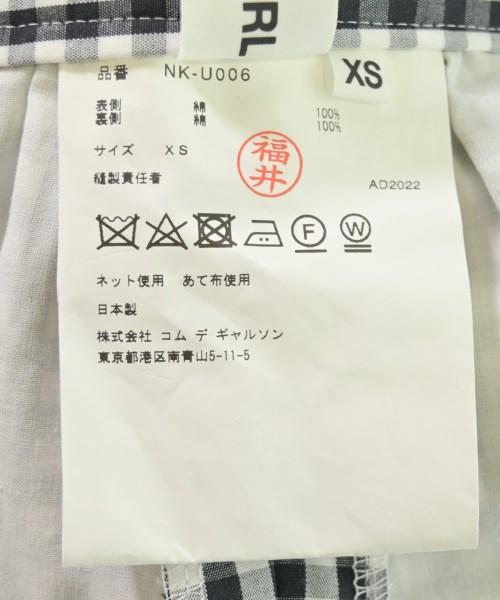 RL
XS
品番 NK-U006
表側 綿 100%
裏側 綿 100%
サイズ XS
縫製責任者
福井
AD2022
F W
ネット使用 あて布使用
日本製
株式会社 コム デ ギャルソン
東京都港区南青山5-11-5